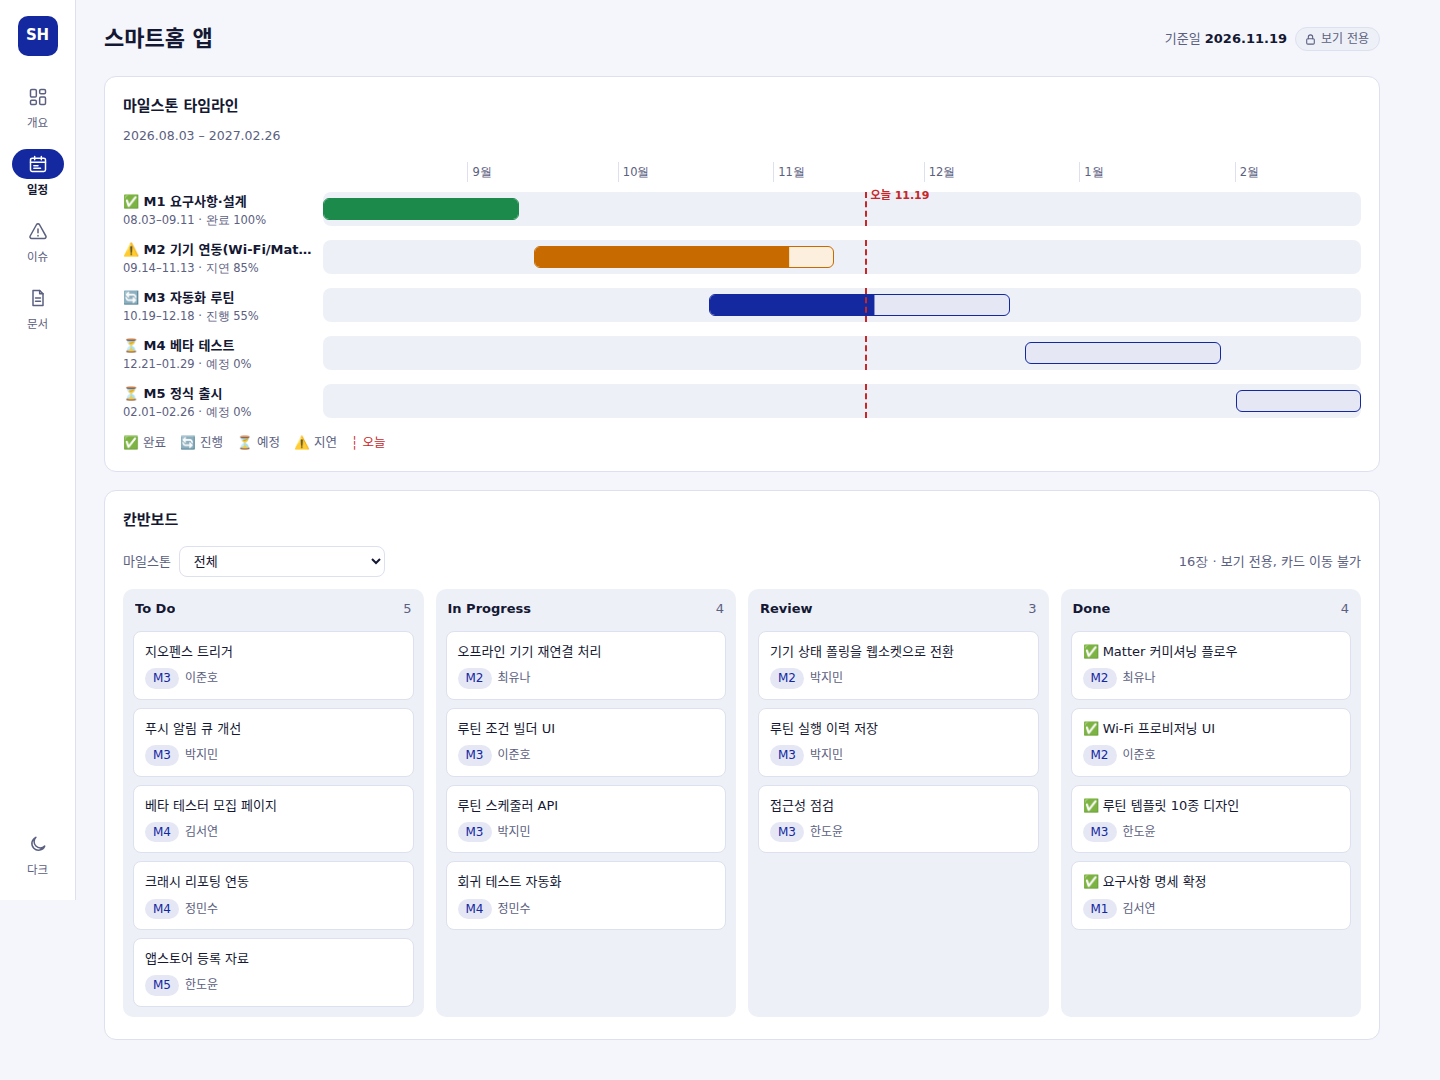 SH
스마트홈 앱
기준일 2026.11.19 보기 전용
개요
일정
이슈
문서
다크
마일스톤 타임라인
2026.08.03 – 2027.02.26
9월 10월 11월 12월 1월 2월
오늘 11.19
✅ M1 요구사항·설계
08.03–09.11 · 완료 100%
⚠️ M2 기기 연동(Wi-Fi/Mat…
09.14–11.13 · 지연 85%
🔄 M3 자동화 루틴
10.19–12.18 · 진행 55%
⏳ M4 베타 테스트
12.21–01.29 · 예정 0%
⏳ M5 정식 출시
02.01–02.26 · 예정 0%
✅ 완료 🔄 진행 ⏳ 예정 ⚠️ 지연 ┆ 오늘
칸반보드
마일스톤 전체
16장 · 보기 전용, 카드 이동 불가
To Do 5
지오펜스 트리거
M3 이준호
푸시 알림 큐 개선
M3 박지민
베타 테스터 모집 페이지
M4 김서연
크래시 리포팅 연동
M4 정민수
앱스토어 등록 자료
M5 한도윤
In Progress 4
오프라인 기기 재연결 처리
M2 최유나
루틴 조건 빌더 UI
M3 이준호
루틴 스케줄러 API
M3 박지민
회귀 테스트 자동화
M4 정민수
Review 3
기기 상태 폴링을 웹소켓으로 전환
M2 박지민
루틴 실행 이력 저장
M3 박지민
접근성 점검
M3 한도윤
Done 4
✅ Matter 커미셔닝 플로우
M2 최유나
✅ Wi-Fi 프로비저닝 UI
M2 이준호
✅ 루틴 템플릿 10종 디자인
M3 한도윤
✅ 요구사항 명세 확정
M1 김서연